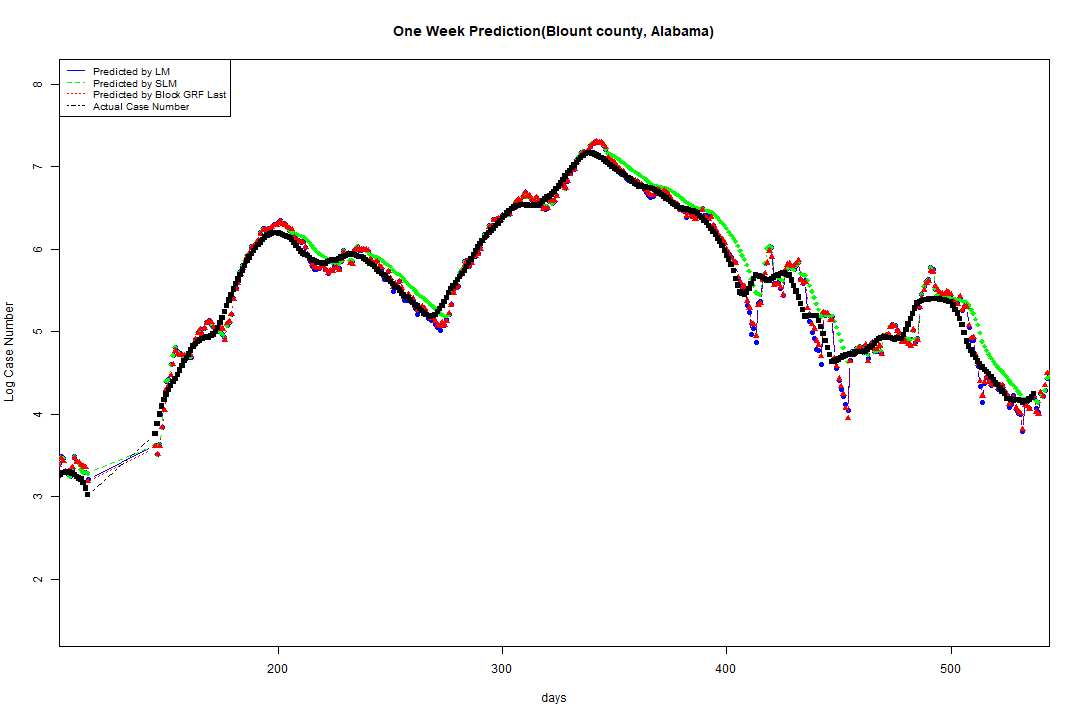 One Week Prediction(Blount county, Alabama)
Predicted by LM
Predicted by SLM
Predicted by Block GRF Last
Actual Case Number
8
7
6
5
4
3
2
Log Case Number
200 300 400 500
days